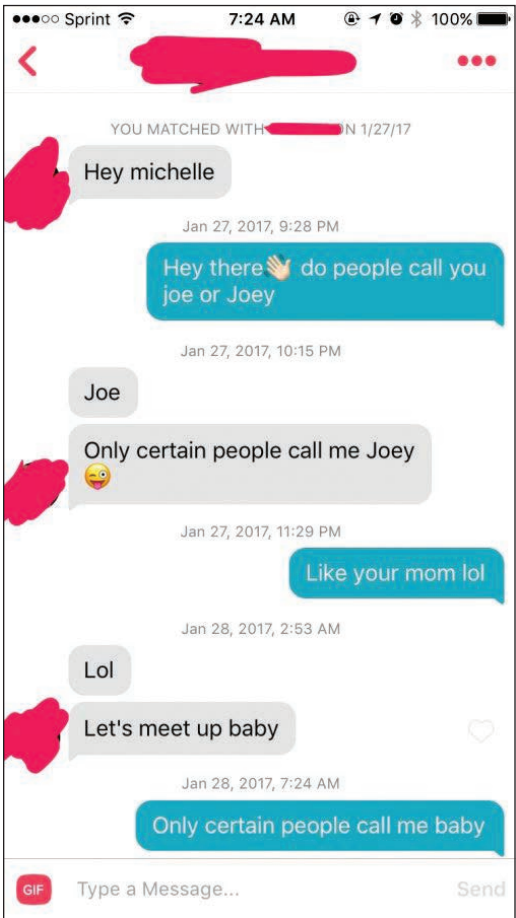 Sprint 7:24 AM 100%
YOU MATCHED WITH ON 1/27/17
Hey michelle
Jan 27, 2017, 9:28 PM
Hey there👋🏻 do people call you
joe or Joey
Jan 27, 2017, 10:15 PM
Joe
Only certain people call me Joey
😜
Jan 27, 2017, 11:29 PM
Like your mom lol
Jan 28, 2017, 2:53 AM
Lol
Let's meet up baby
Jan 28, 2017, 7:24 AM
Only certain people call me baby
GIF Type a Message... Send